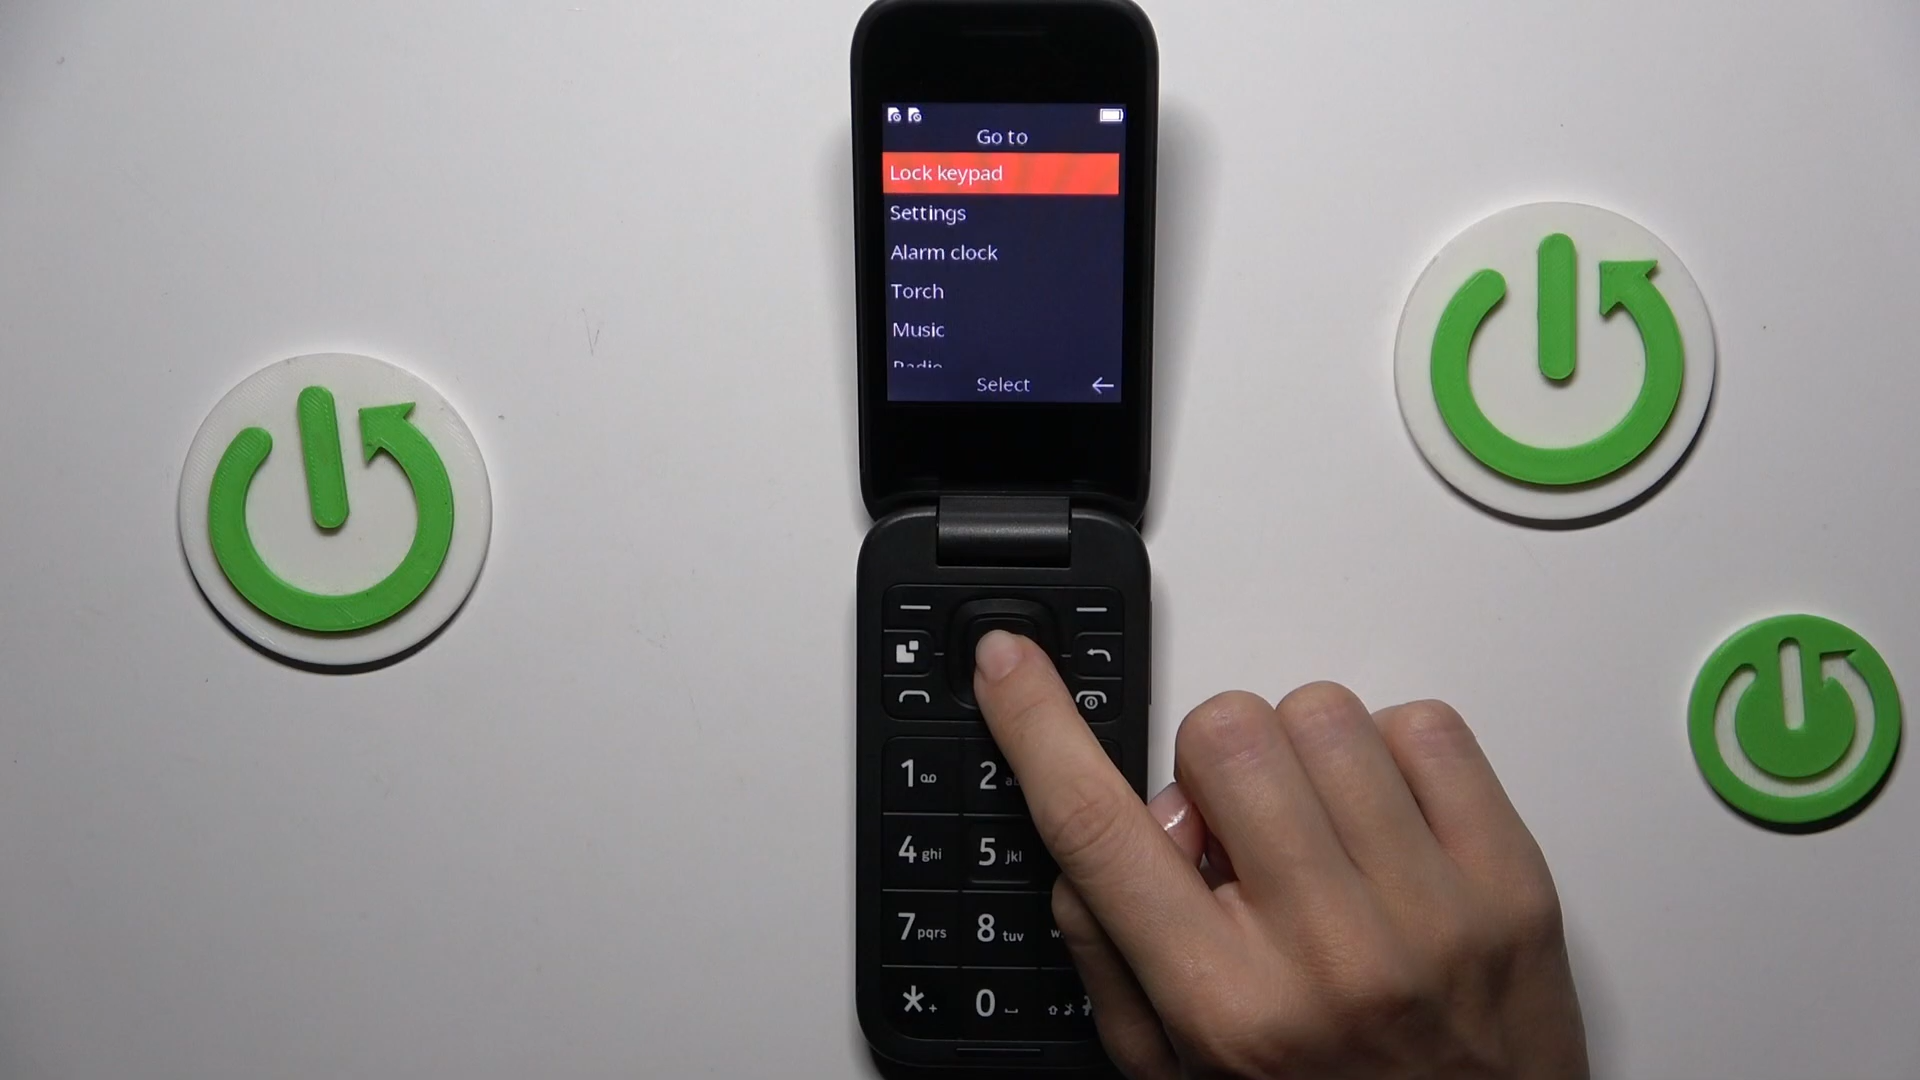 Go to
Lock keypad
Settings
Alarm clock
Torch
Music
Radio
Select
1
2
4 ghi
5 jkl
7 pqrs
8 tuv
* +
0